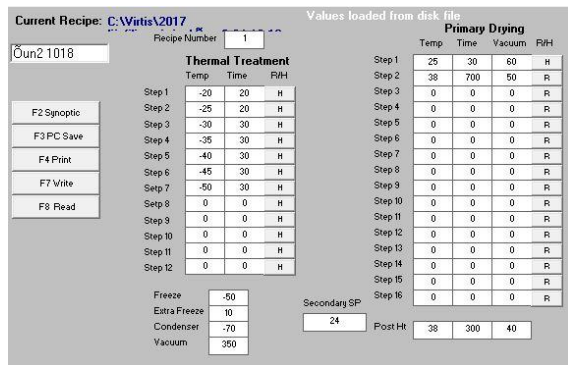 Current Recipe: C:\Virtis\2017
Values loaded from disk file
Recipe Number 1
Õun2 1018
F2 Synoptic
F3 PC Save
F4 Print
F7 Write
F8 Read
Thermal Treatment
Temp Time R/H
Step 1 -20 20 H
Step 2 -25 20 H
Step 3 -30 30 H
Step 4 -35 30 H
Step 5 -40 30 H
Step 6 -45 30 H
Setp 7 -50 30 H
Setp 8 0 0 H
Step 9 0 0 H
Step 10 0 0 H
Step 11 0 0 H
Step 12 0 0 H
Freeze -50
Extra Freeze 10
Condenser -70
Vacuum 350
Primary Drying
Temp Time Vacuum R/H
Step 1 25 30 60 H
Step 2 38 700 50 R
Step 3 0 0 0 R
Step 4 0 0 0 R
Step 5 0 0 0 R
Step 6 0 0 0 R
Step 7 0 0 0 R
Step 8 0 0 0 R
Step 9 0 0 0 R
Step 10 0 0 0 R
Step 11 0 0 0 R
Step 12 0 0 0 R
Step 13 0 0 0 R
Step 14 0 0 0 R
Step 15 0 0 0 R
Step 16 0 0 0 R
Secondary SP
24
Post Ht 38 300 40